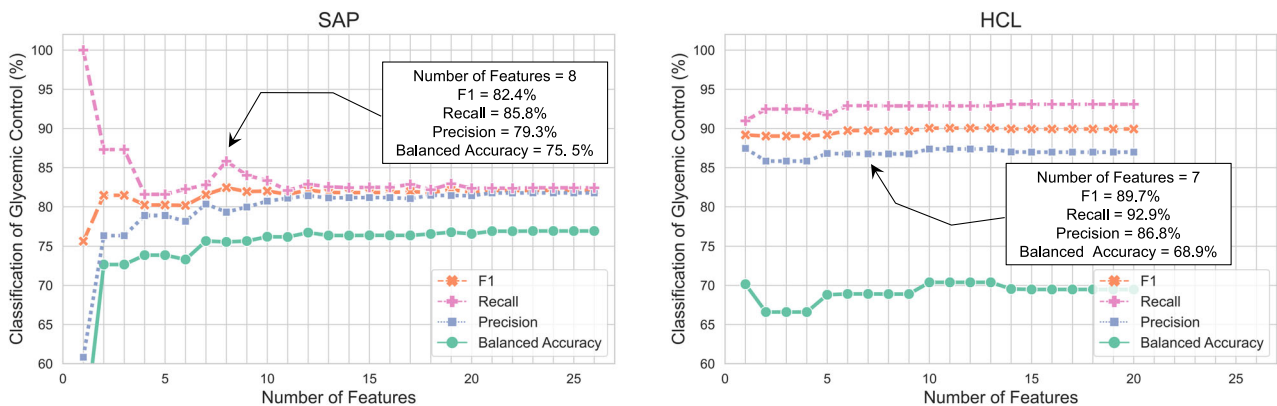 SAP
Classification of Glycemic Control (%)
100
95
90
85
80
75
70
65
60
0
5
10
15
20
25
Number of Features
Number of Features = 8
F1 = 82.4%
Recall = 85.8%
Precision = 79.3%
Balanced Accuracy = 75. 5%
F1
Recall
Precision
Balanced Accuracy
HCL
Classification of Glycemic Control (%)
100
95
90
85
80
75
70
65
60
0
5
10
15
20
25
Number of Features
Number of Features = 7
F1 = 89.7%
Recall = 92.9%
Precision = 86.8%
Balanced Accuracy = 68.9%
F1
Recall
Precision
Balanced Accuracy